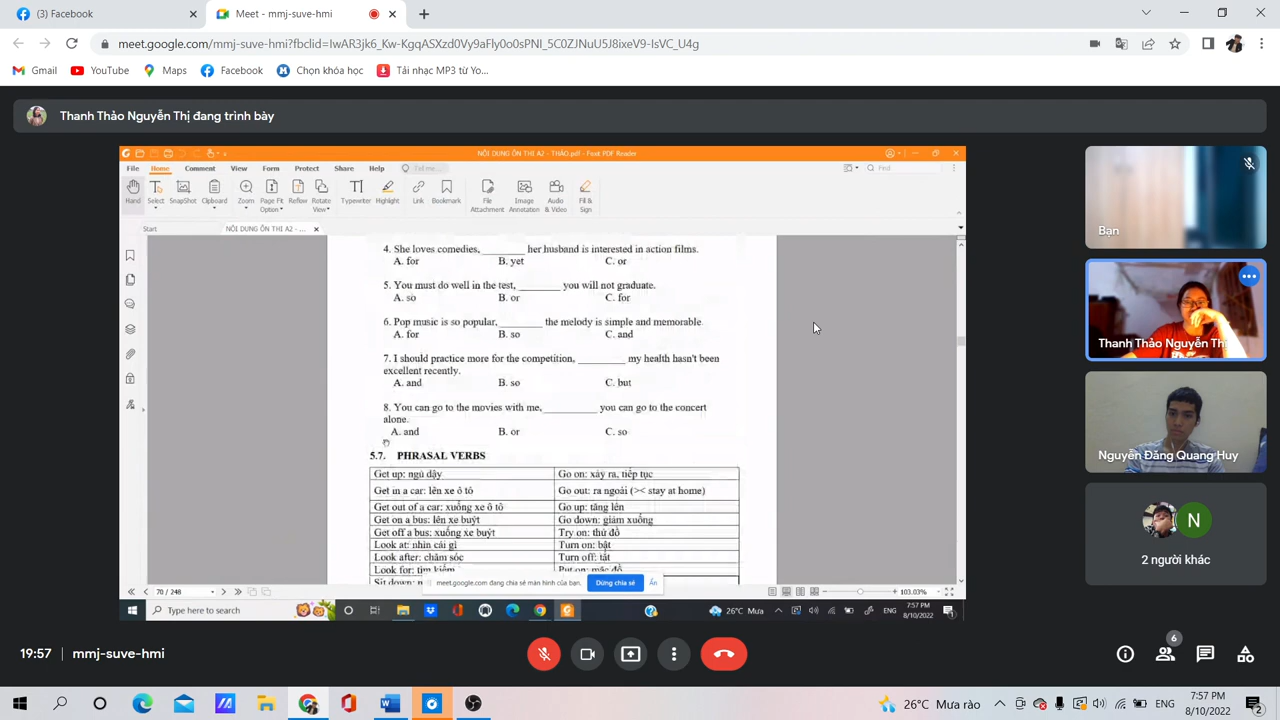 (3) Facebook
Meet - mmj-suve-hmi
meet.google.com/mmj-suve-hmi?fbclid=IwAR3jk6_Kw-KgqASXzd0Vy9aFly0o0sPNI_5C0ZJNuU5J8ixeV9-IsVC_U4g
Gmail YouTube Maps Facebook Chọn khóa học Tải nhạc MP3 từ Yo...
Thanh Thảo Nguyễn Thị đang trình bày
NỘI DUNG ÔN THI A2 - THẢO.pdf - Foxit PDF Reader
File Home Comment View Form Protect Share Help Tell me... Find
Hand Select SnapShot Clipboard Zoom Page Fit Option Reflow Rotate View Typewriter Highlight Link Bookmark File Attachment Image Annotation Audio & Video Fill & Sign
Start NỘI DUNG ÔN THI A2 - ...
4. She loves comedies, ________ her husband is interested in action films.
A. for B. yet C. or
5. You must do well in the test, ________ you will not graduate.
A. so B. or C. for
6. Pop music is so popular, ________ the melody is simple and memorable.
A. for B. so C. and
7. I should practice more for the competition, _________ my health hasn't been
excellent recently.
A. and B. so C. but
8. You can go to the movies with me,__________ you can go to the concert
alone.
A. and B. or C. so
5.7. PHRASAL VERBS
Get up: ngủ dậy Go on: xảy ra, tiếp tục
Get in a car: lên xe ô tô Go out: ra ngoài (>< stay at home)
Get out of a car: xuống xe ô tô Go up: tăng lên
Get on a bus: lên xe buýt Go down: giảm xuống
Get off a bus: xuống xe buýt Try on: thử đồ
Look at: nhìn cái gì Turn on: bật
Look after: chăm sóc Turn off: tắt
Look for: tìm kiếm Put on: mặc đồ
Sit down: n
meet.google.com đang chia sẻ màn hình của bạn. Dừng chia sẻ Ẩn
70 / 248 103.03%
Type here to search 26°C Mưa ENG 7:57 PM 8/10/2022
Bạn
Thanh Thảo Nguyễn Thị
Nguyễn Đăng Quang Huy
N
2 người khác
19:57 mmj-suve-hmi
6
26°C Mưa rào ENG 7:57 PM 8/10/2022 2